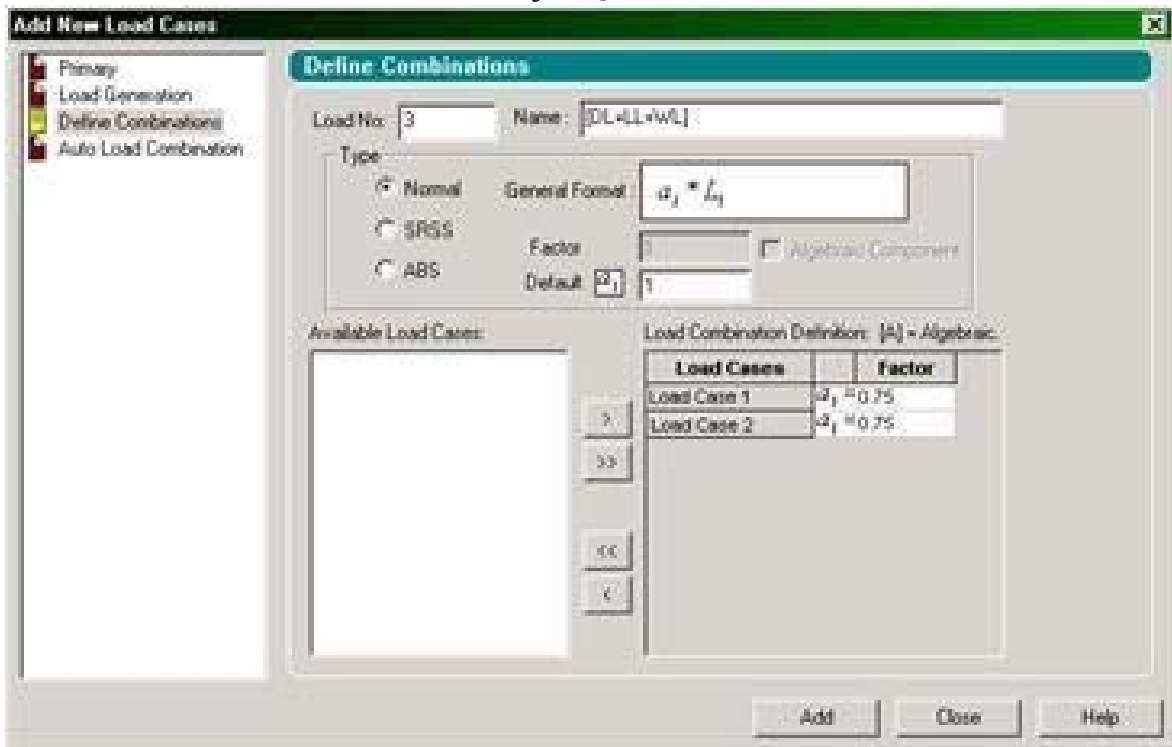 Add New Load Cases
Primary
Load Generation
Define Combinations
Auto Load Combination
Define Combinations
Load No: 3
Name : [DL+LL+WL]
Type
Normal
SRSS
ABS
General Format :
a i * L i
Factor
Algebraic Component
Default a i 1
Available Load Cases:
Load Combination Definition: [A] = Algebraic.
Load Cases Factor
Load Case 1 a i = 0.75
Load Case 2 a i = 0.75
>
>>
<<
<
Add
Close
Help